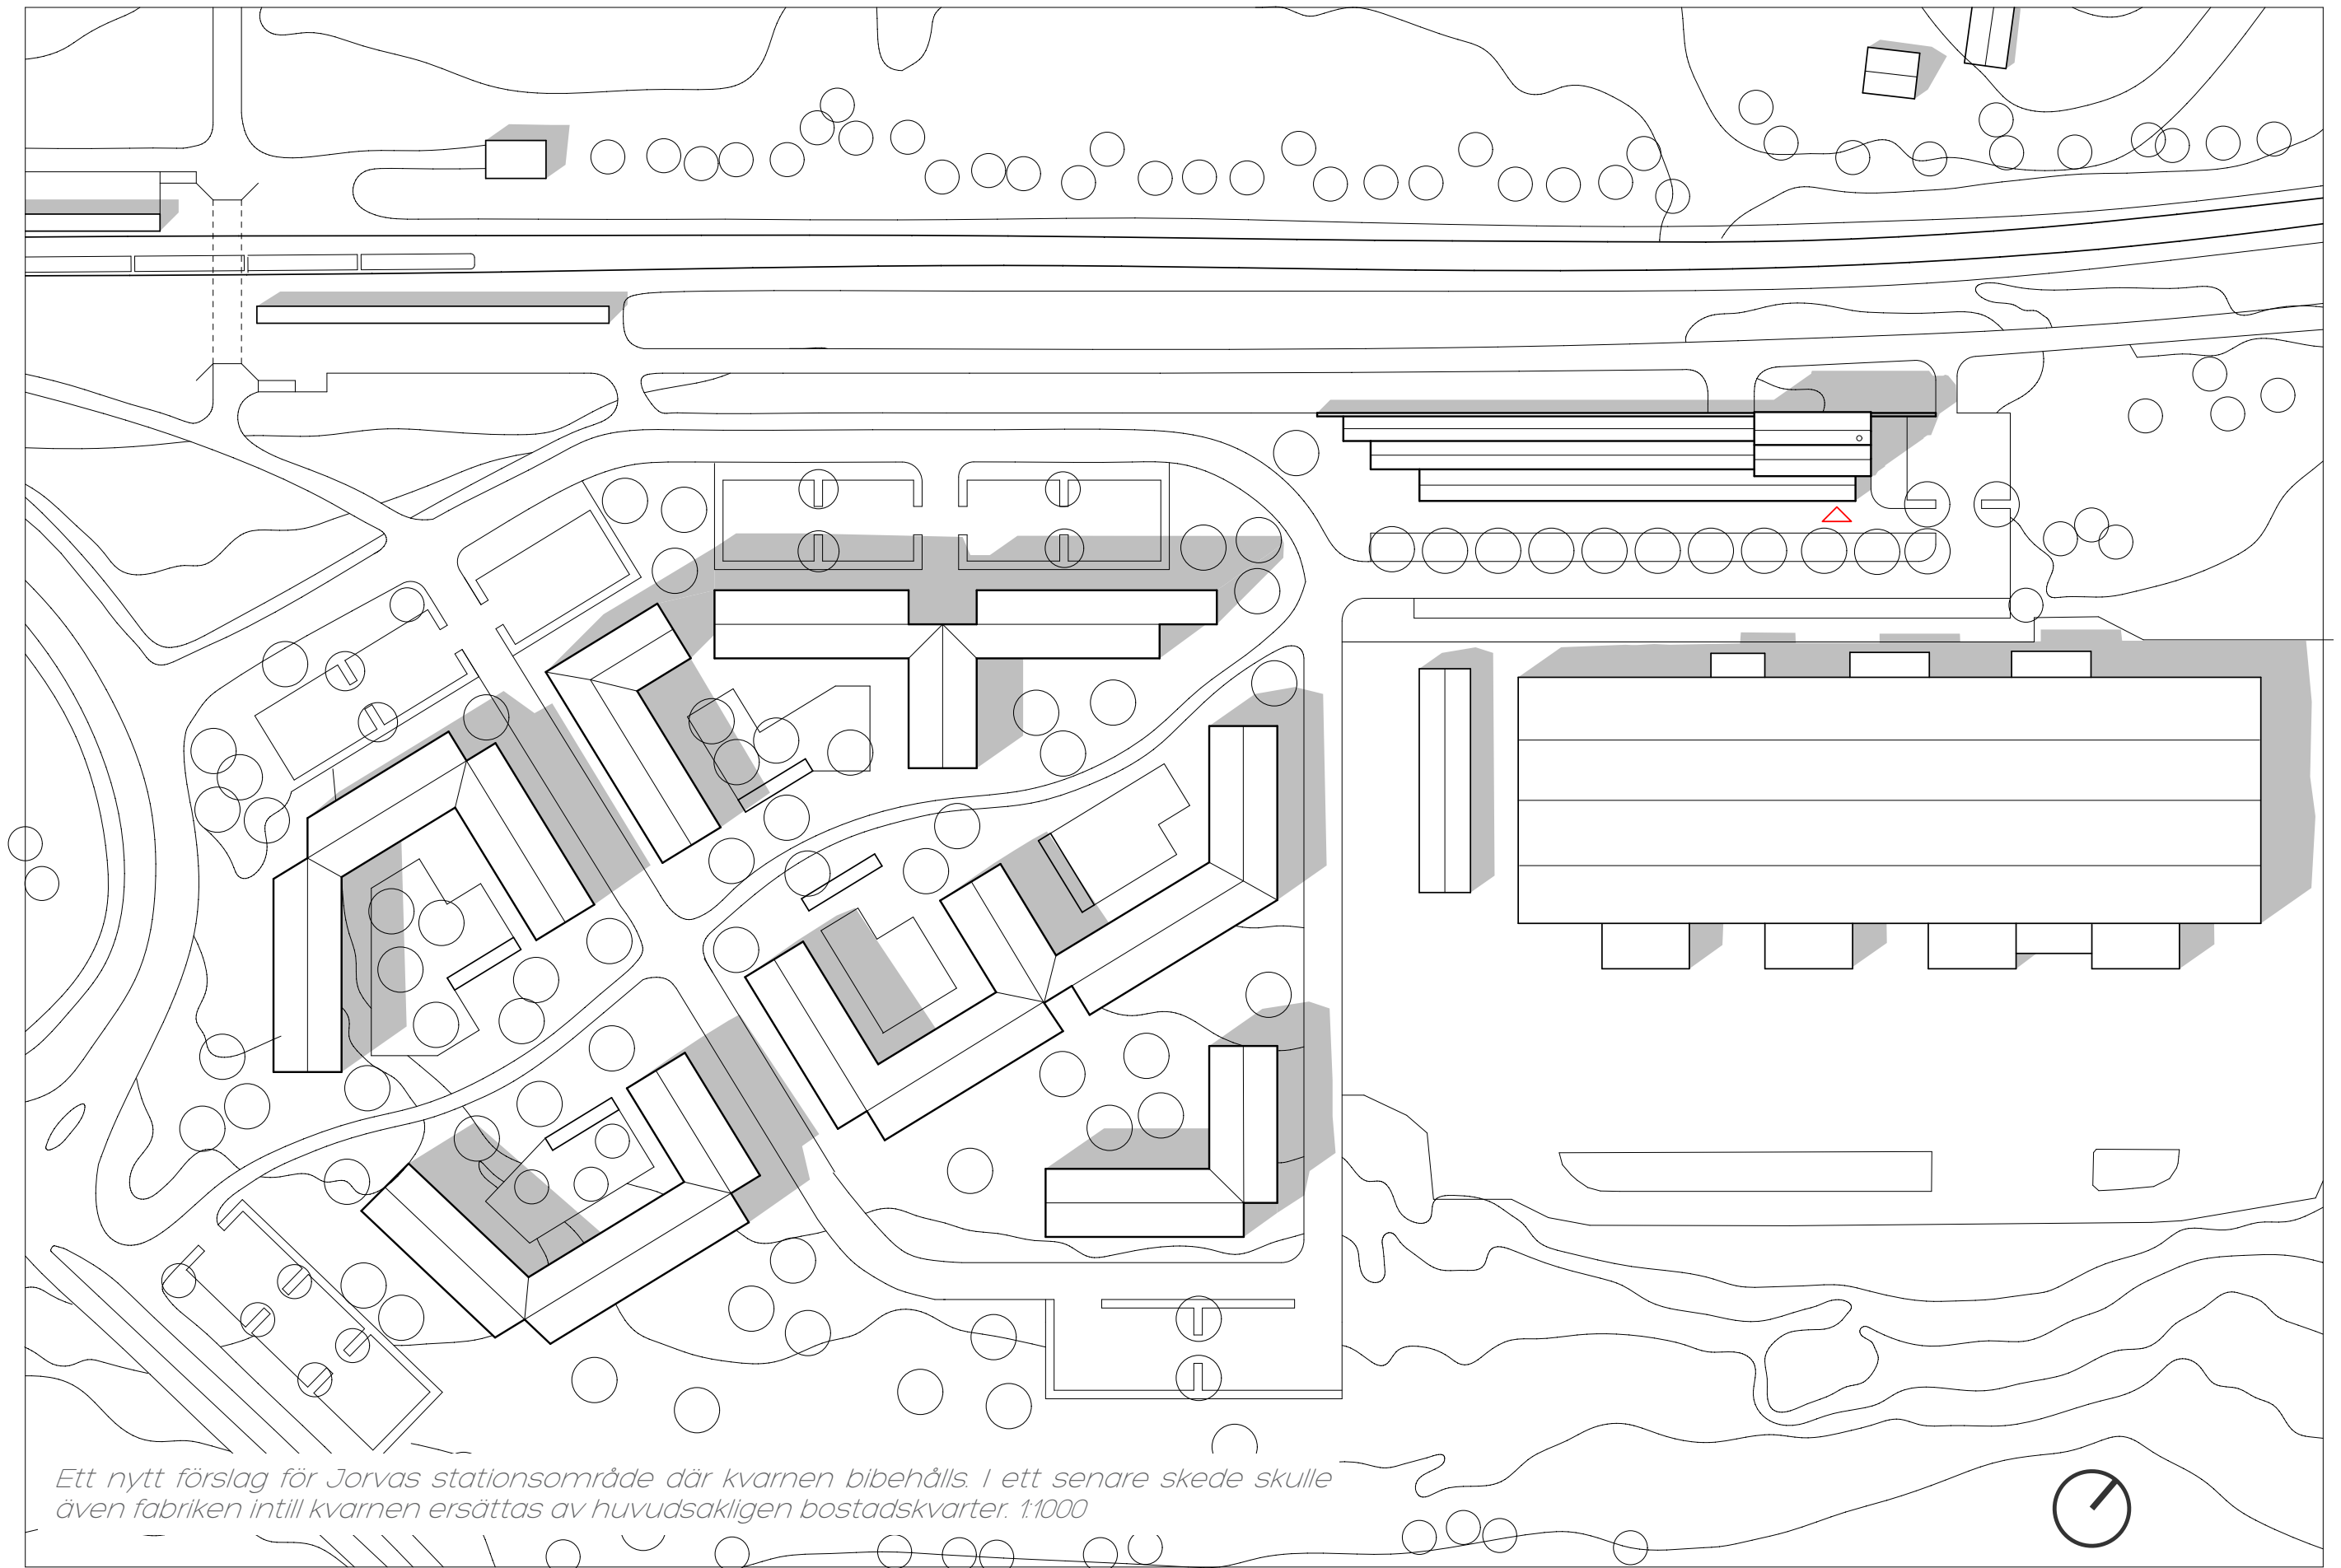 Ett nytt förslag för Jorvas stationsområde där kvarnen bibehålls. I ett senare skede skulle
även fabriken intill kvarnen ersättas av huvudsakligen bostadskvarter. 1:1000